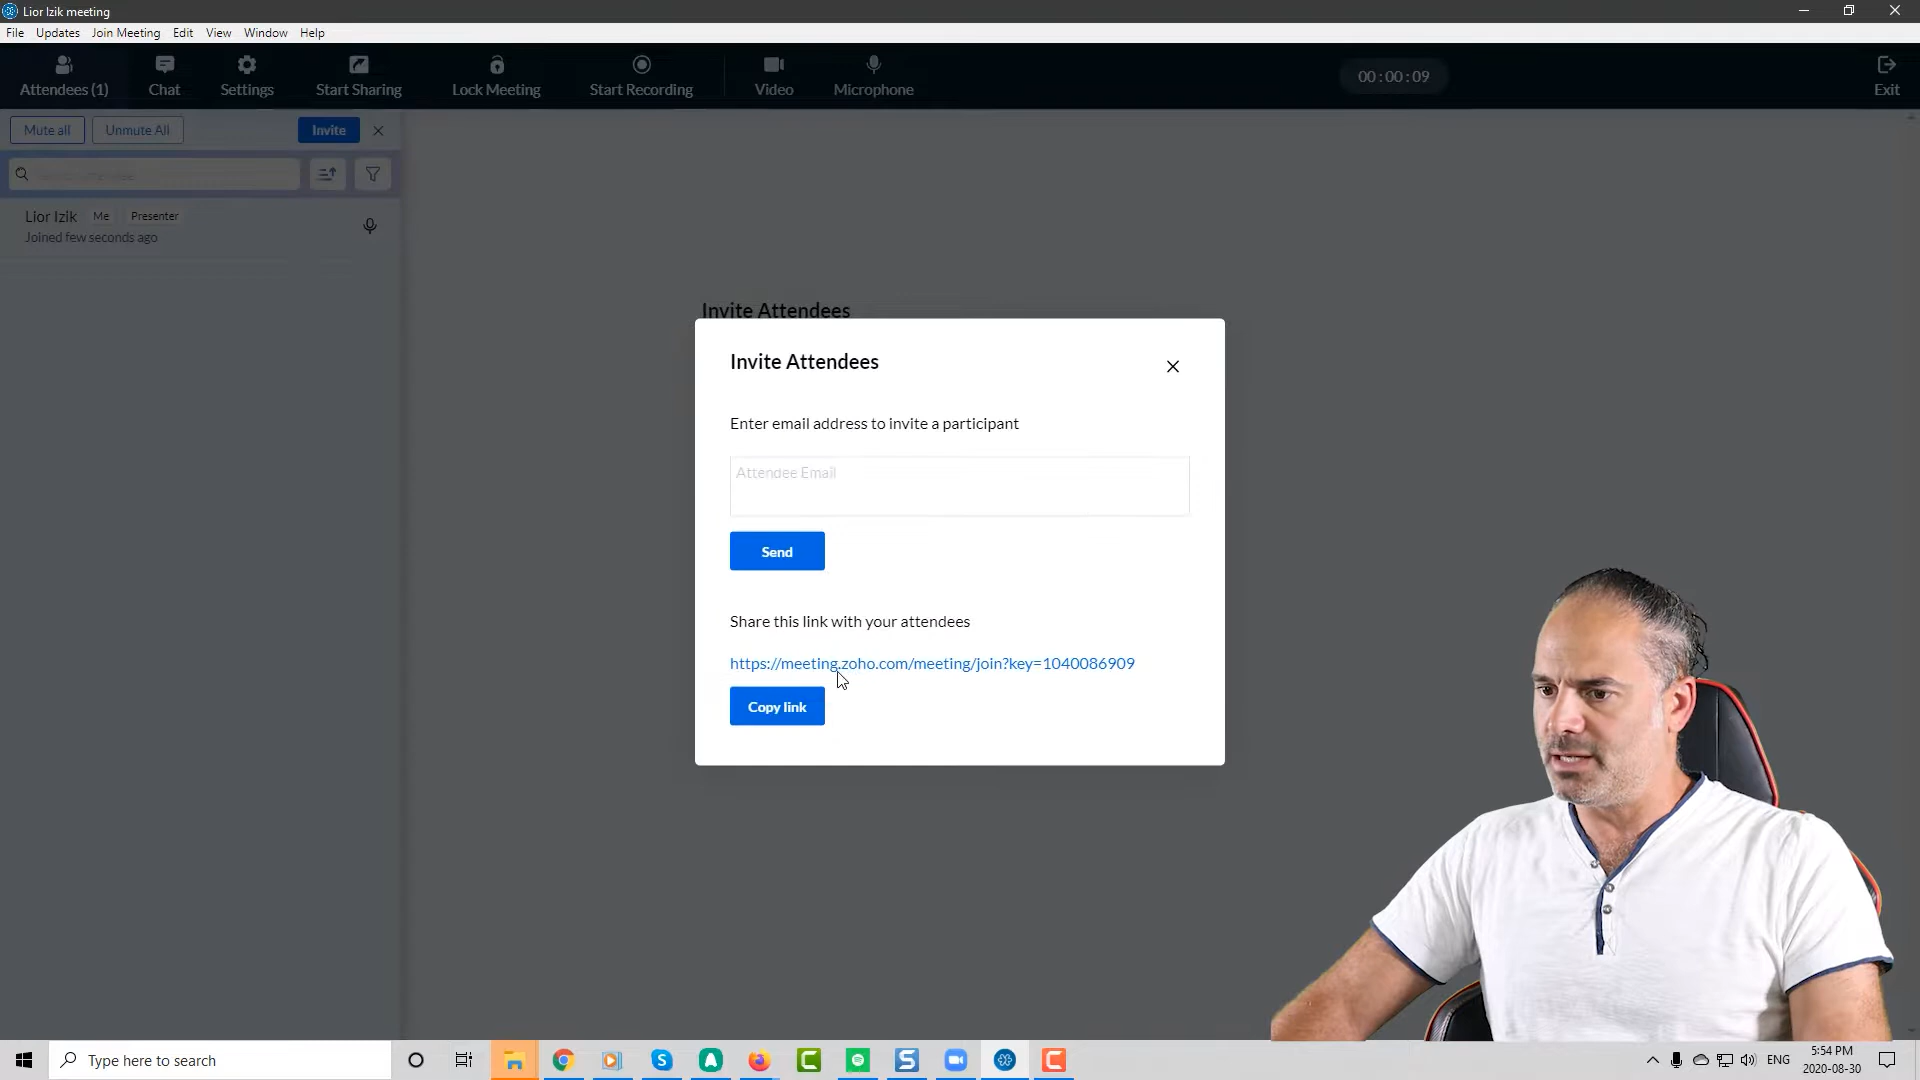 Lior Izik meeting
File Updates Join Meeting Edit View Window Help
Attendees (1) Chat Settings Start Sharing Lock Meeting Start Recording Video Microphone 00:00:09 Exit
Mute all Unmute All Invite
Lior Izik Me Presenter
Joined few seconds ago
Invite Attendees
Invite Attendees
Enter email address to invite a participant
Attendee Email
Send
Share this link with your attendees
https://meeting.zoho.com/meeting/join?key=1040086909
Copy link
Type here to search
ENG
5:54 PM
2020-08-30